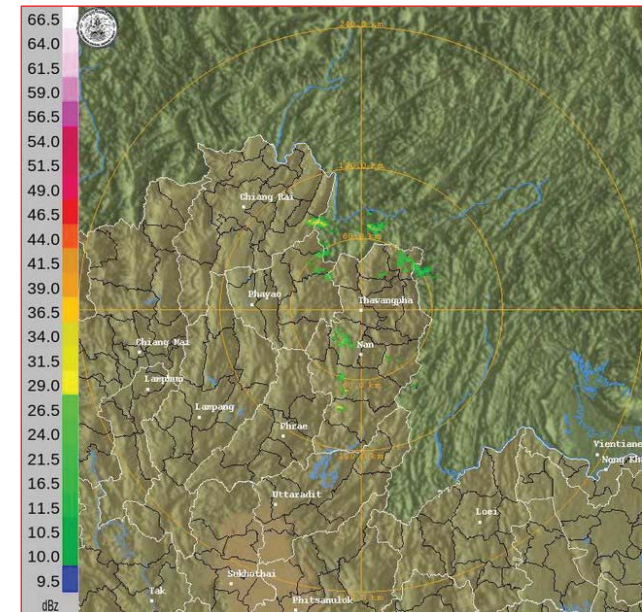 66.5
64.0
61.5
59.0
56.5
54.0
51.5
49.0
46.5
44.0
41.5
39.0
36.5
34.0
31.5
29.0
26.5
24.0
21.5
16.5
11.5
10.5
10.0
9.5
dBz
Chiang Rai
Phayao
Thavangpha
Chiang Mai
Nan
Lamphun
Lampang
Phrae
Vientiane
Nong Kha
Uttaradit
Loei
Sukhothai
Tak
Phitsanulok